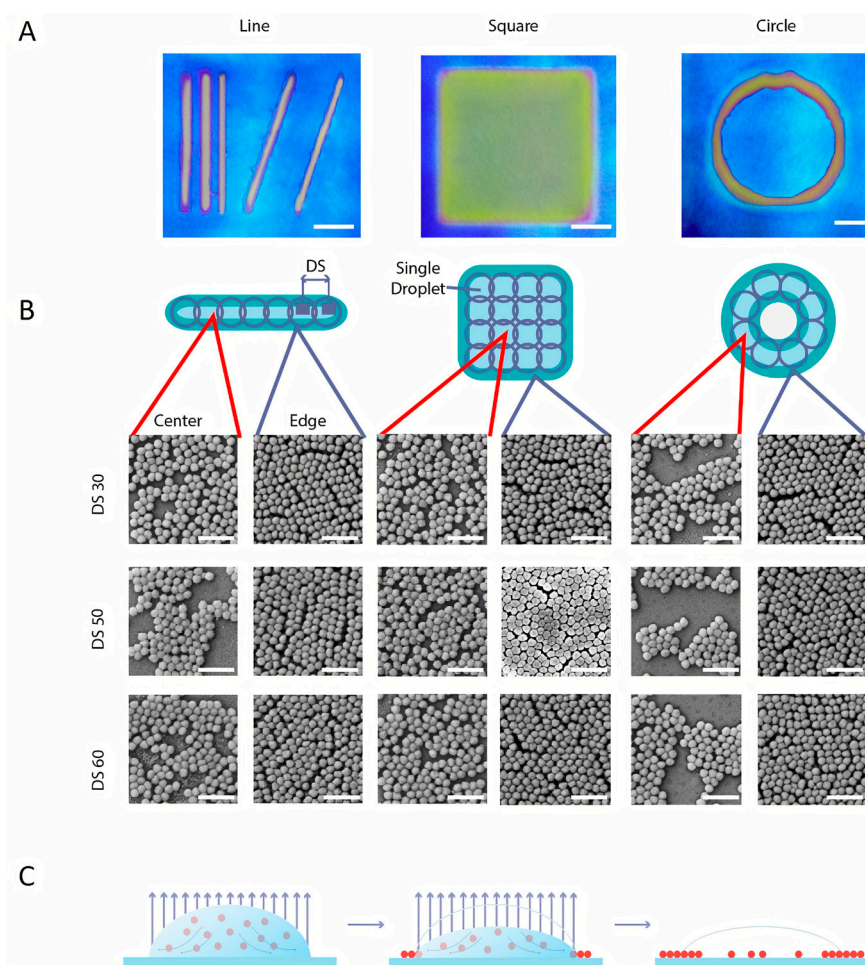 A
Line
Square
Circle
B
DS
Single
Droplet
Center
Edge
DS 30
DS 50
DS 60
C